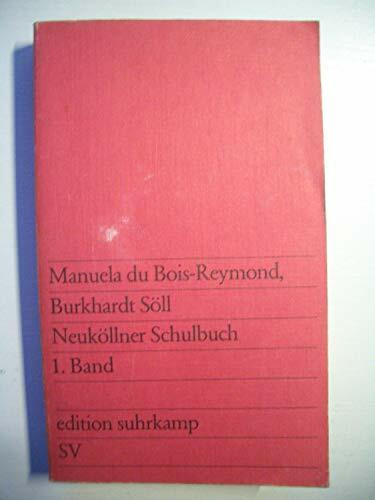 Manuela du Bois-Reymond,
Burkhardt Söll
Neuköllner Schulbuch
1. Band
edition suhrkamp
SV